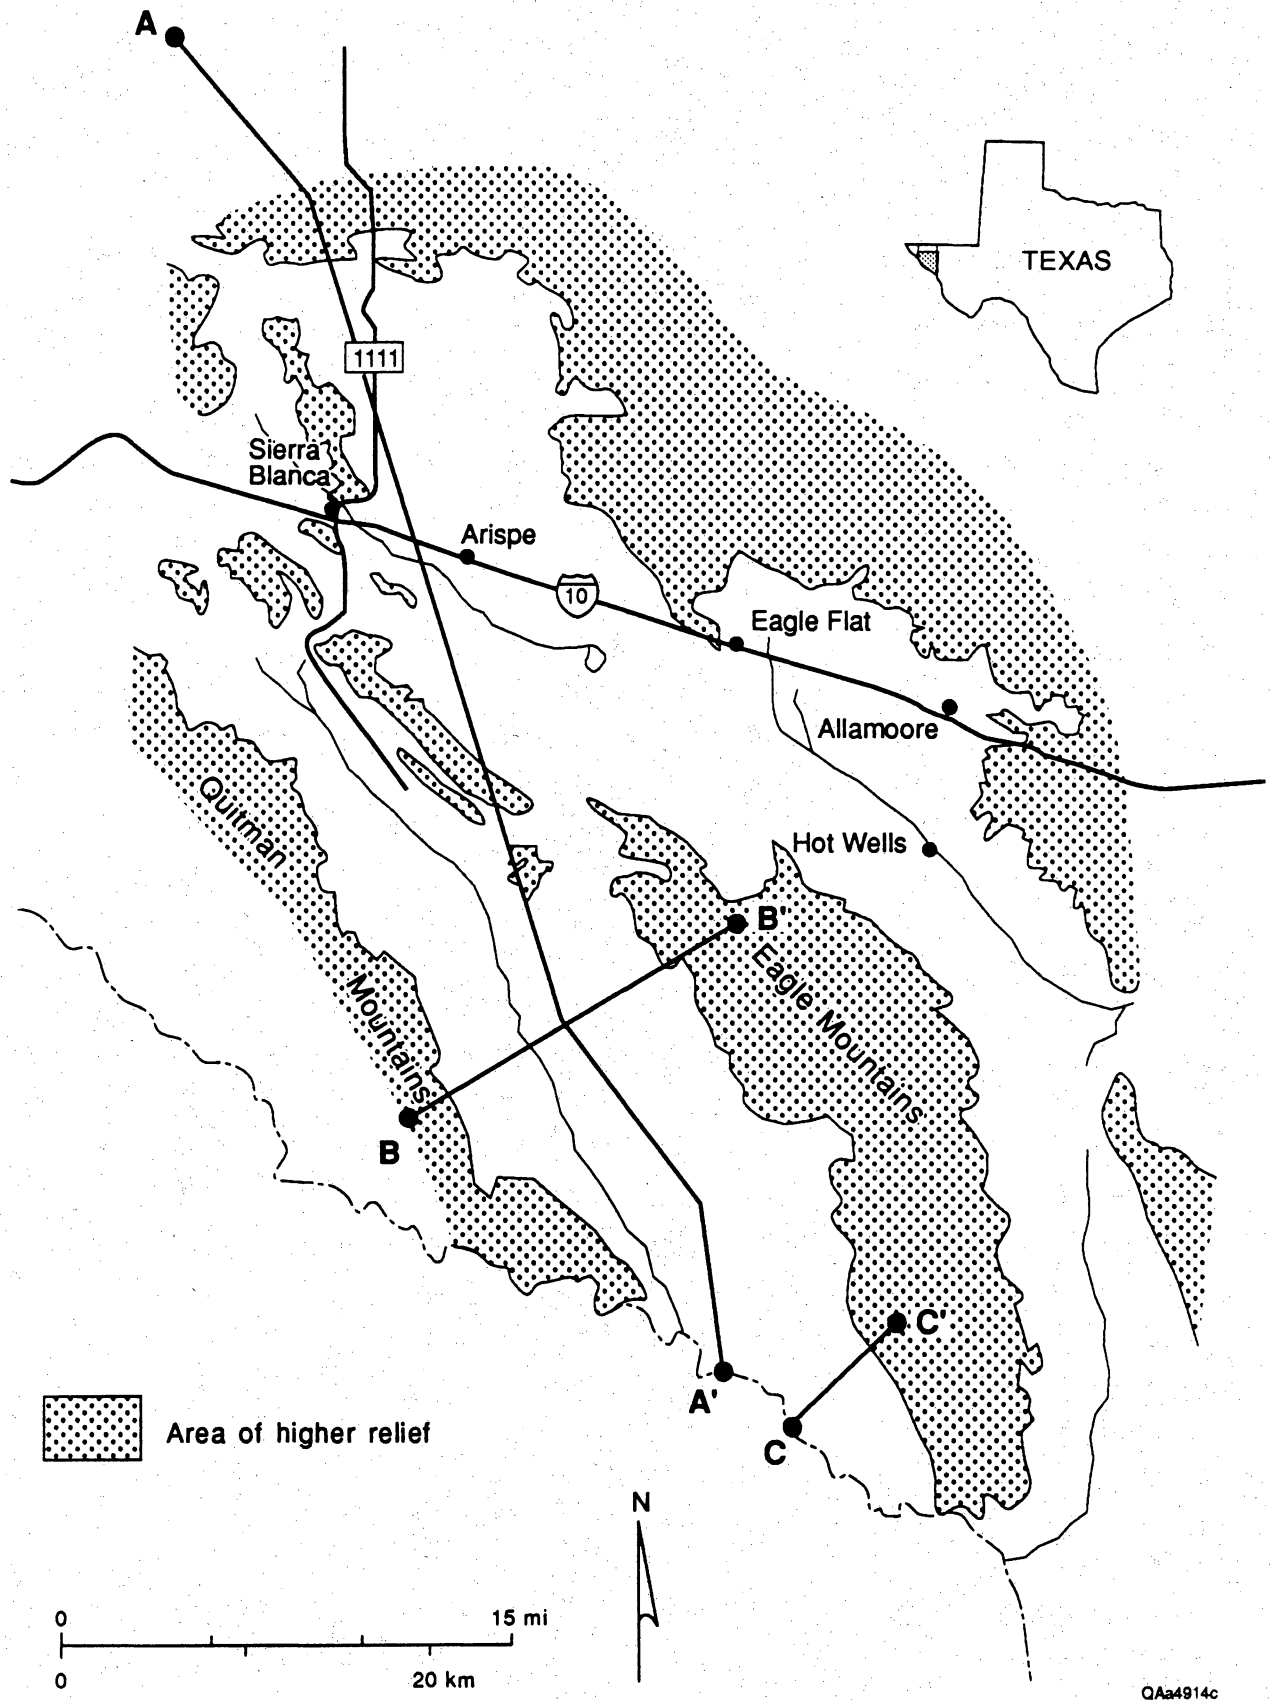 A
TEXAS
1111
Sierra
Blanca
Arispe
10
Eagle Flat
Allamoore
Quitman
Hot Wells
B'
Eagle Mountains
Mountains
B
C'
A'
C
Area of higher relief
N
0
15 mi
0
20 km
QAa4914c